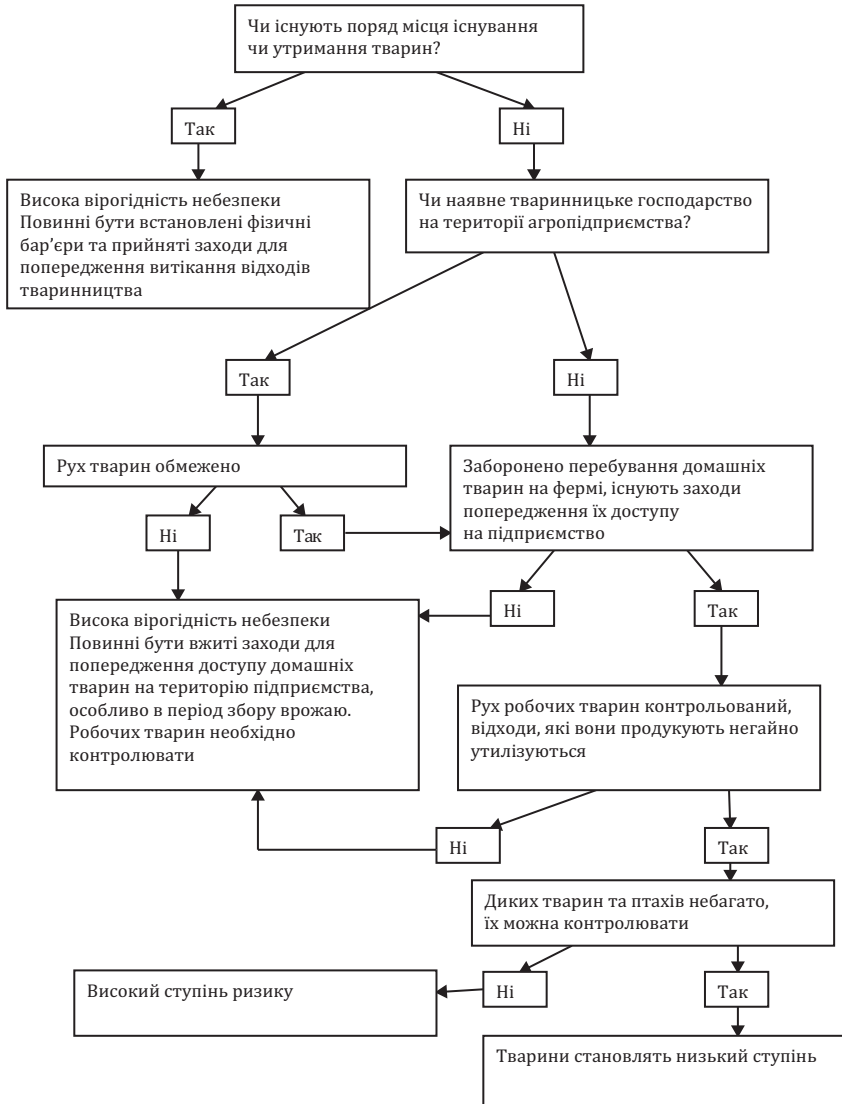 Чи існують поряд місця існування
чи утримання тварин?
Так
Ні
Висока вірогідність небезпеки
Повинні бути встановлені фізичні
бар’єри та прийняті заходи для
попередження витікання відходів
тваринництва
Чи наявне тваринницьке господарство
на території агропідприємства?
Так
Ні
Рух тварин обмежено
Заборонено перебування домашніх
тварин на фермі, існують заходи
попередження їх доступу
на підприємство
Ні
Так
Ні
Так
Висока вірогідність небезпеки
Повинні бути вжиті заходи для
попередження доступу домашніх
тварин на територію підприємства,
особливо в період збору врожаю.
Робочих тварин необхідно
контролювати
Рух робочих тварин контрольований,
відходи, які вони продукують негайно
утилізуються
Ні
Так
Диких тварин та птахів небагато,
їх можна контролювати
Високий ступінь ризику
Ні
Так
Тварини становлять низький ступінь